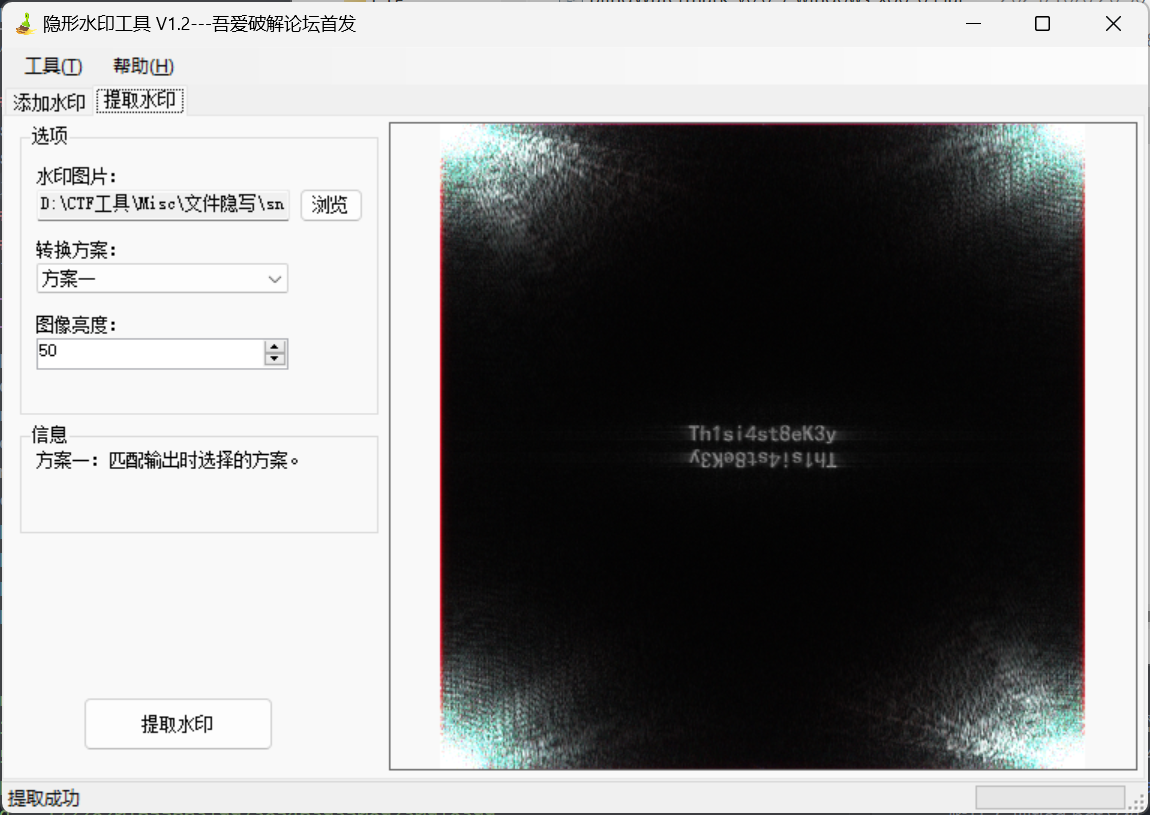 隐形水印工具 V1.2---吾爱破解论坛首发
工具(T) 帮助(H)
添加水印 提取水印
选项
水印图片：
D:\CTF工具\Misc\文件隐写\sn 浏览
转换方案：
方案一
图像亮度：
50
信息
方案一：匹配输出时选择的方案。
提取水印
Th1si4st8eK3y
Th1si4st8eK3y
提取成功